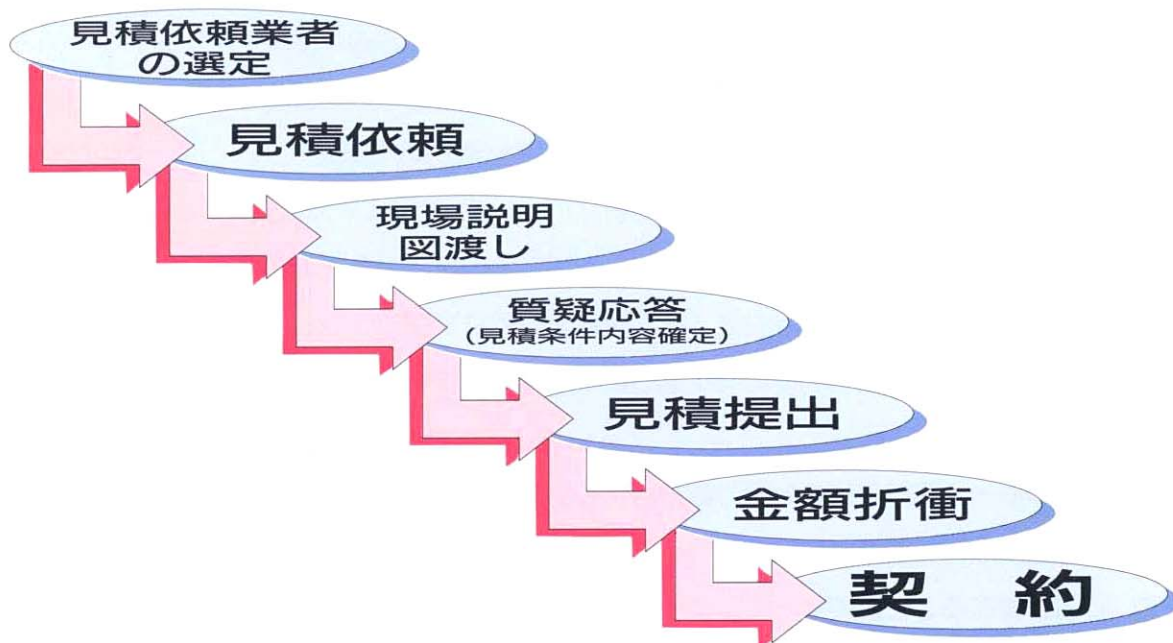 見積依頼業者
の選定
見積依頼
現場説明
図渡し
質疑応答
(見積条件内容確定)
見積提出
金額折衝
契　約